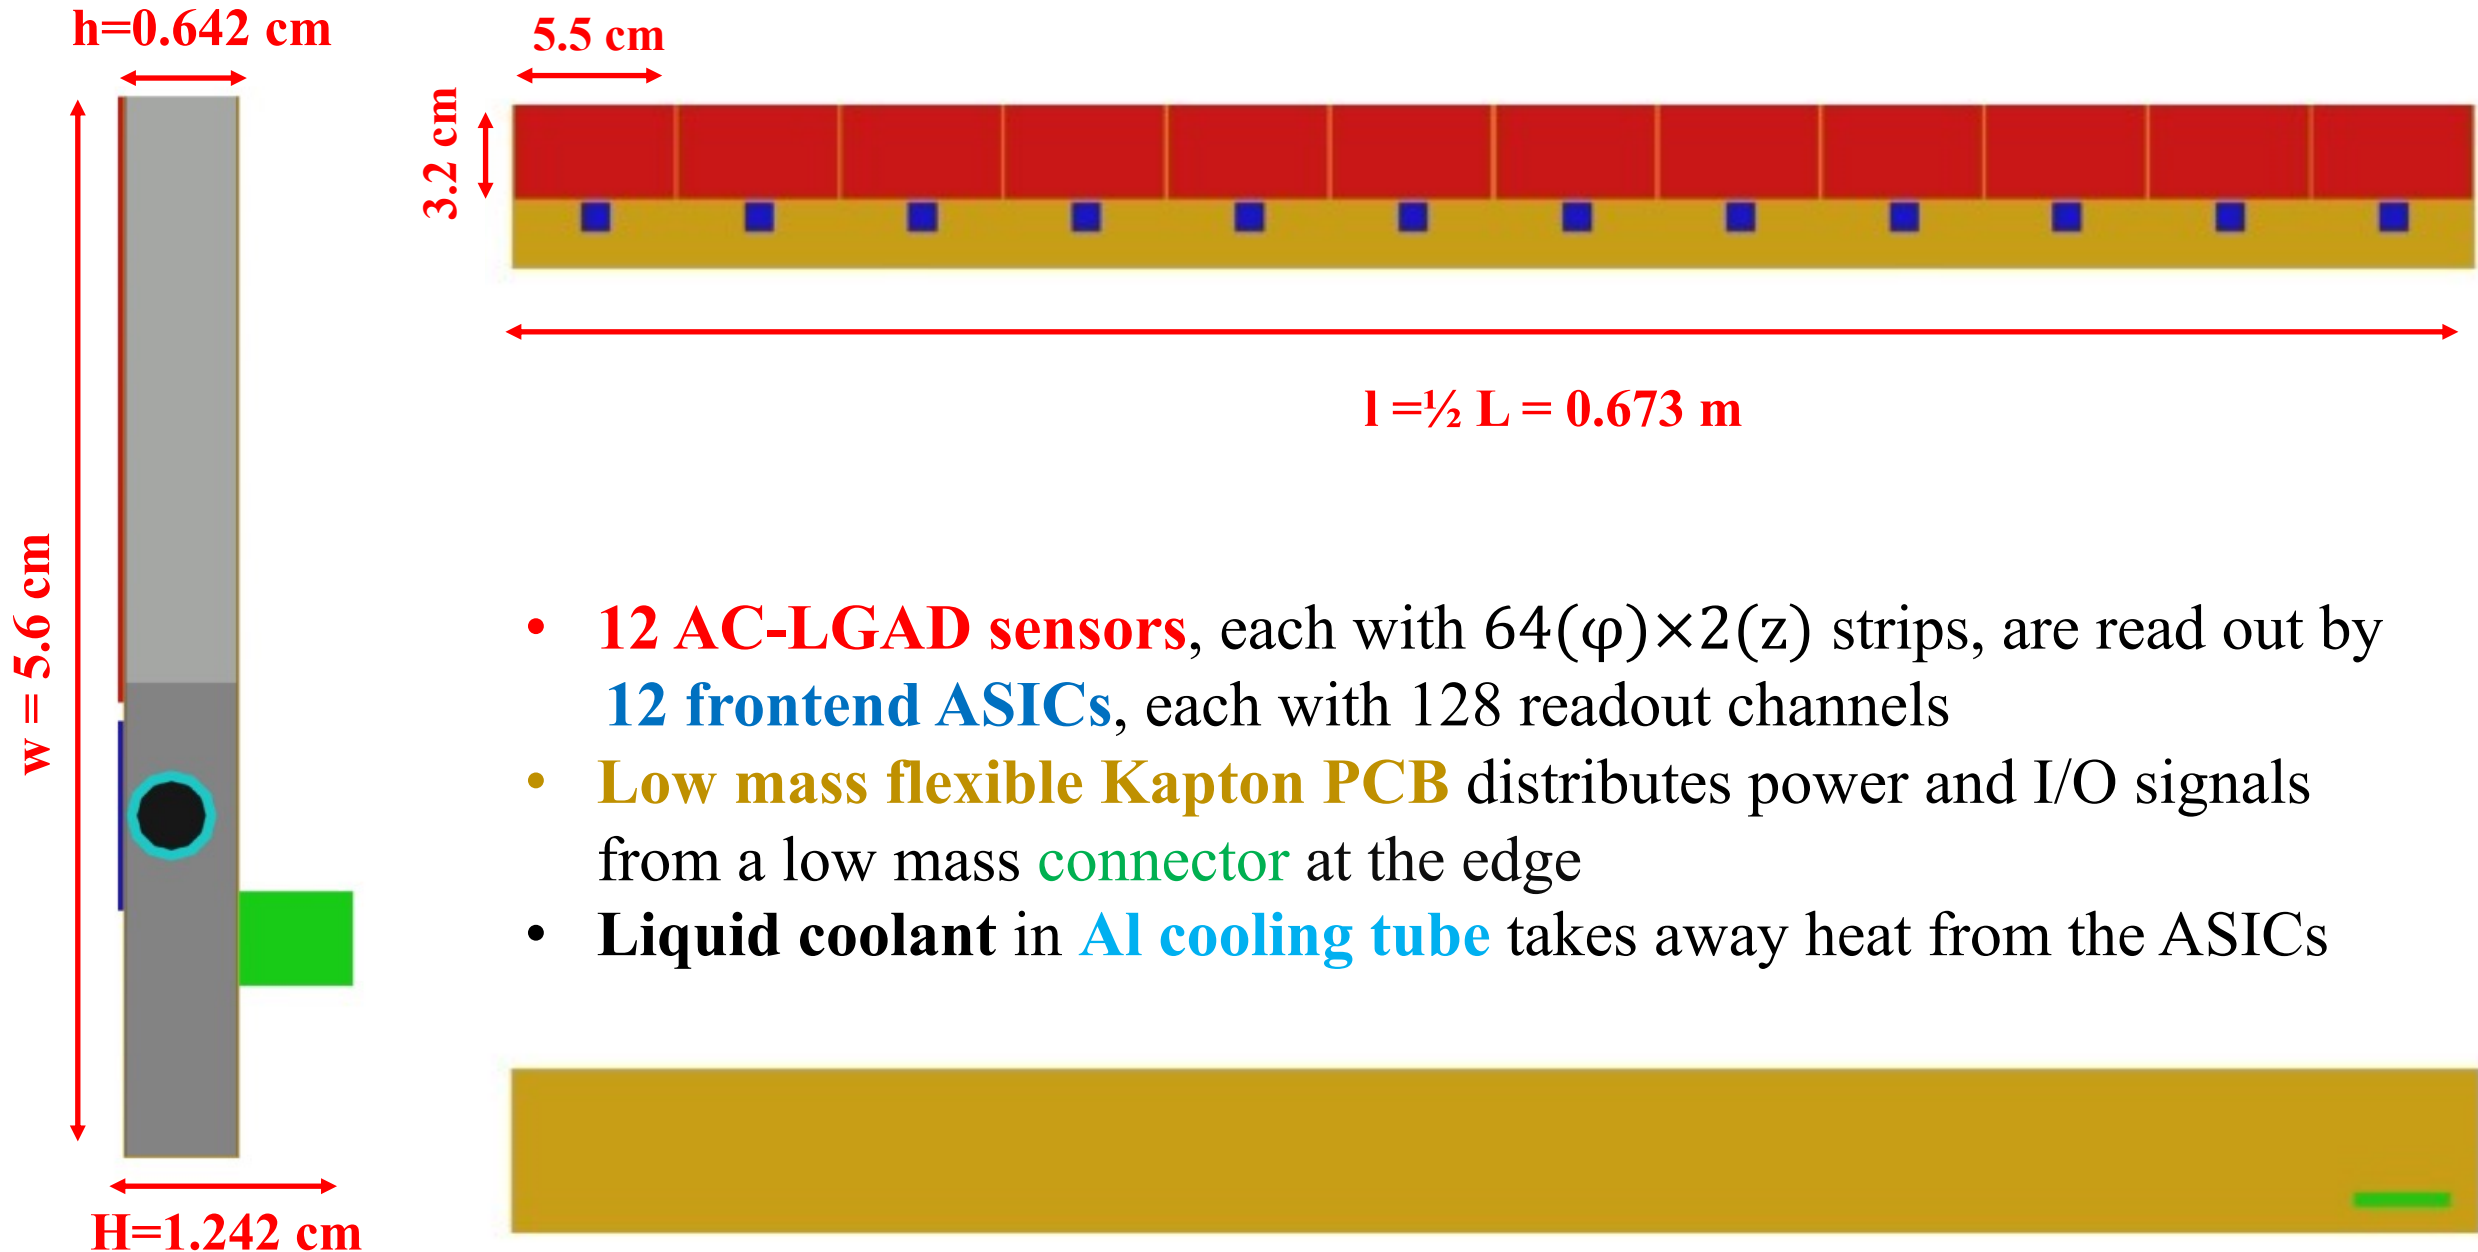 h=0.642 cm
5.5 cm
3.2 cm
l =½ L = 0.673 m
w = 5.6 cm
• 12 AC-LGAD sensors, each with 64(φ)×2(z) strips, are read out by
12 frontend ASICs, each with 128 readout channels
• Low mass flexible Kapton PCB distributes power and I/O signals
from a low mass connector at the edge
• Liquid coolant in Al cooling tube takes away heat from the ASICs
H=1.242 cm